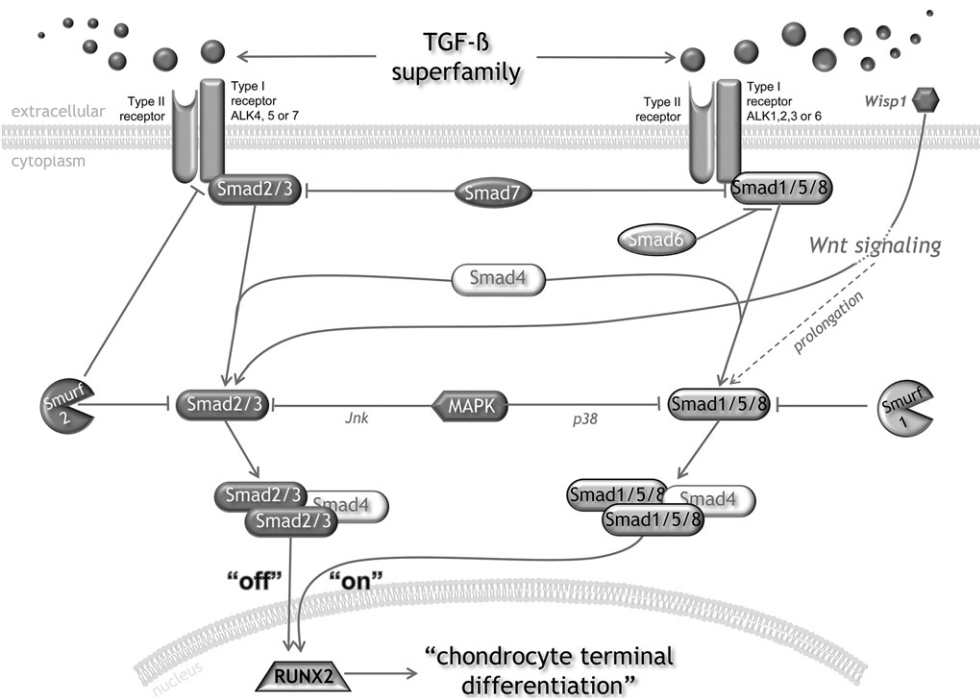 TGF-ß
superfamily
extracellular
cytoplasm
Type II
receptor
Type I
receptor
ALK4, 5 or 7
Type II
receptor
Type I
receptor
ALK1,2,3 or 6
Wisp1
Smad2/3
Smad7
Smad1/5/8
Smad6
Wnt signaling
Smad4
prolongation
Smurf
2
Smad2/3
Jnk
MAPK
p38
Smad1/5/8
Smurf
1
Smad2/3
Smad4
Smad2/3
Smad1/5/8
Smad4
Smad1/5/8
“off”
“on”
nucleus
RUNX2
“chondrocyte terminal
differentiation”